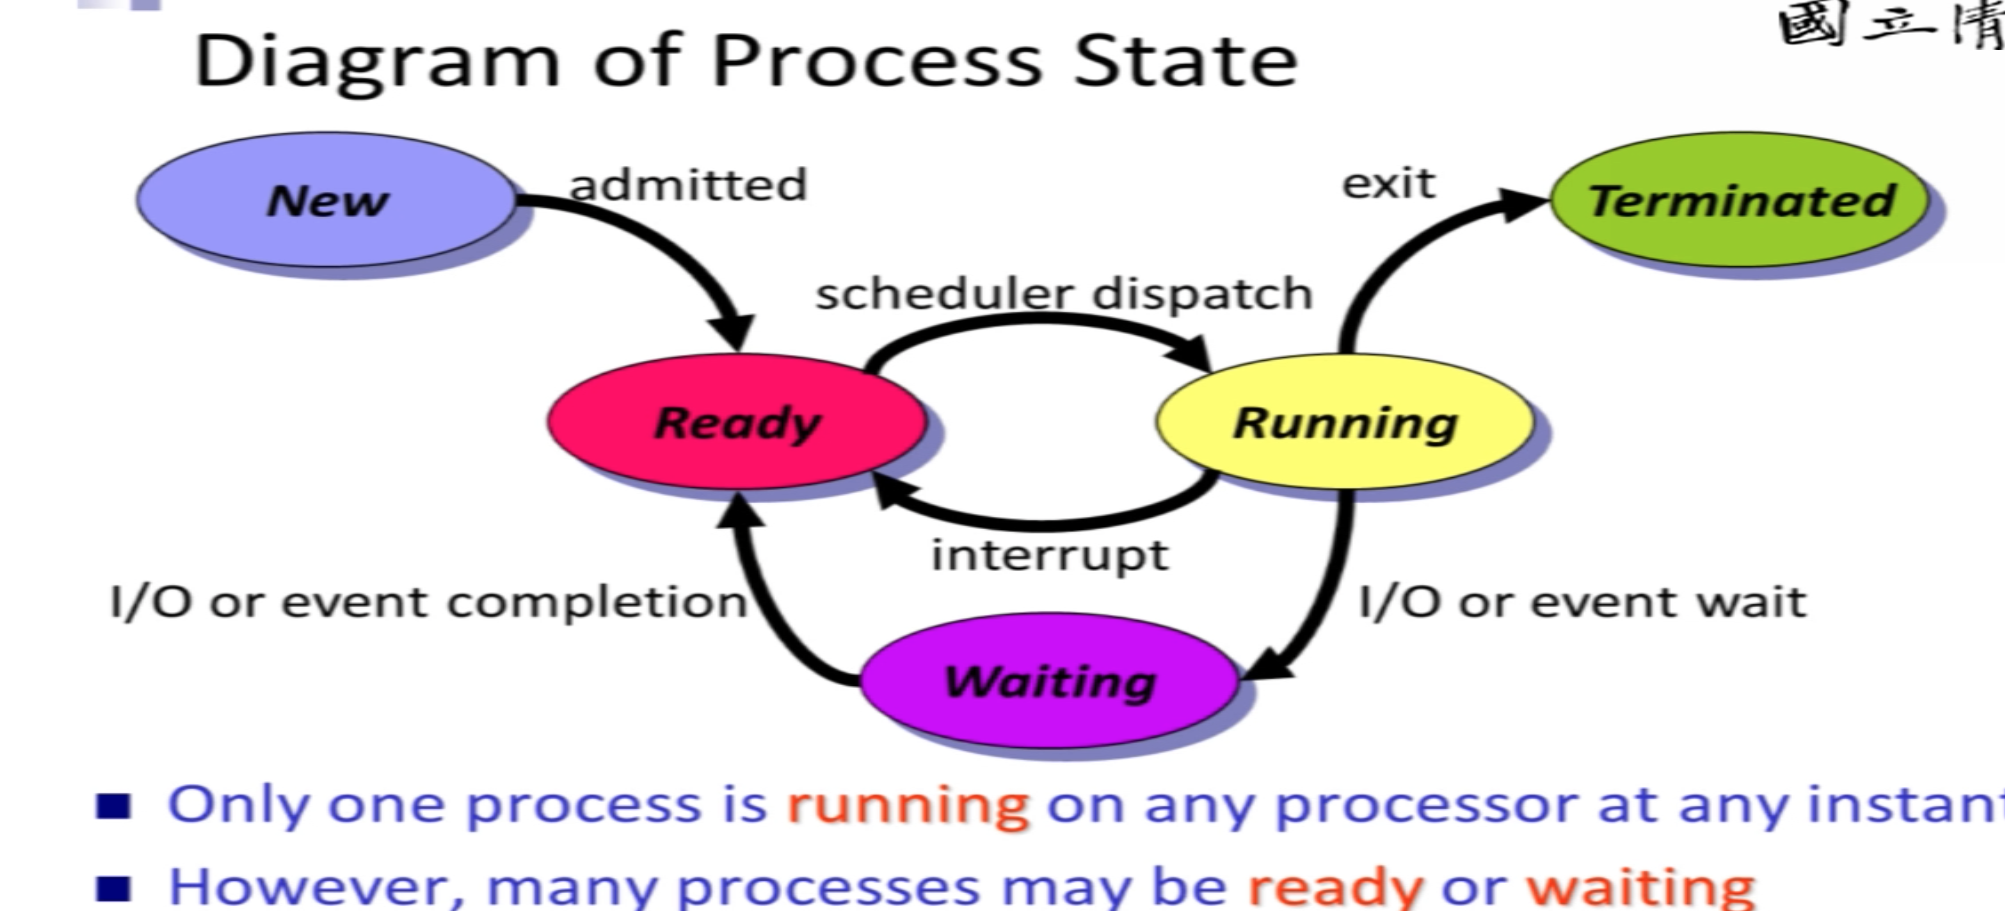 國立清
Diagram of Process State
New
admitted
exit
Terminated
scheduler dispatch
Ready
Running
interrupt
I/O or event completion
I/O or event wait
Waiting
Only one process is running on any processor at any instant
However, many processes may be ready or waiting